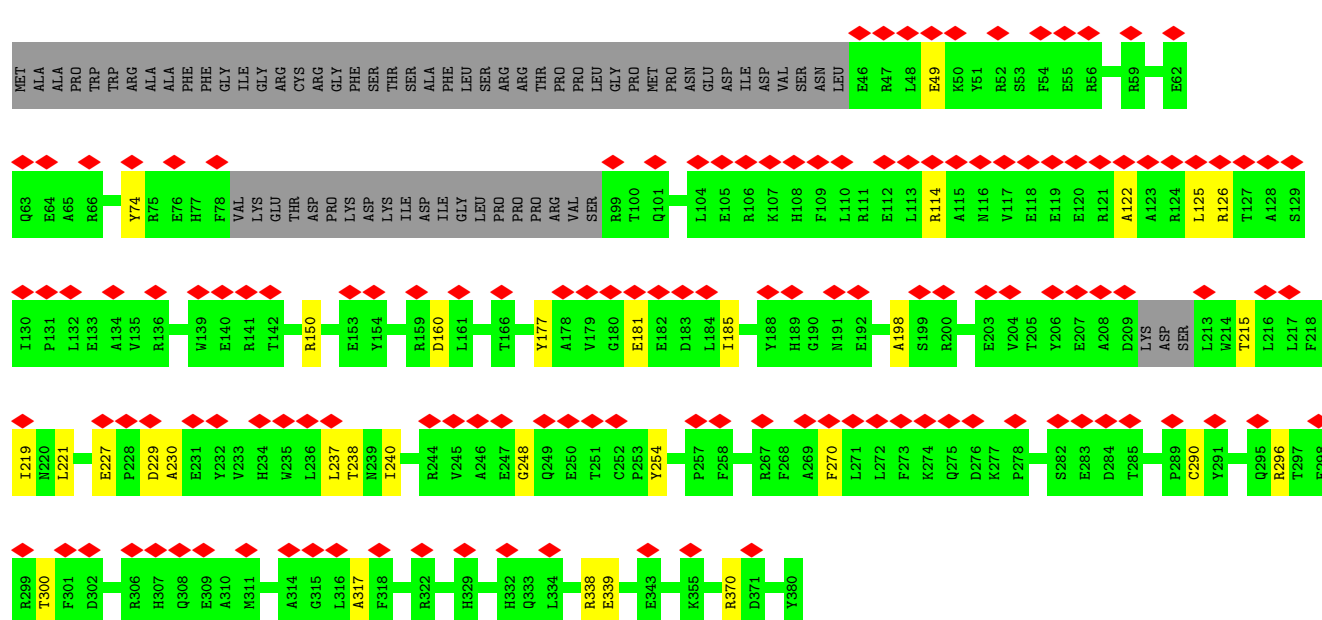 MET ALA ALA PRO TRP TRP ARG ALA ALA PHE PHE GLY ILE GLY ARG CYS ARG GLY PHE SER THR SER ALA PHE LEU SER ARG ARG THR PRO PRO LEU GLY PRO MET PRO ASN GLU ASP ILE ASP VAL SER ASN LEU E46 R47 L48 E49 K50 Y51 R52 S53 F54 E55 R56 R59 E62
Q63 E64 A65 R66 Y74 R75 E76 H77 F78 VAL LYS GLU THR ASP PRO LYS ASP LYS ILE ASP ILE GLY LEU PRO PRO PRO ARG VAL SER R99 T100 Q101 L104 E105 R106 K107 H108 F109 L110 R111 E112 L113 R114 A115 N116 V117 E118 E119 E120 R121 A122 A123 R124 L125 R126 T127 A128 S129
I130 P131 L132 E133 A134 V135 R136 W139 E140 R141 T142 R150 E153 Y154 R159 D160 L161 T166 Y177 A178 V179 G180 E181 E182 D183 L184 I185 Y188 H189 G190 N191 E192 A198 S199 R200 E203 V204 T205 Y206 E207 A208 D209 LYS ASP SER L213 W214 T215 L216 L217 F218
I219 N220 L221 E227 P228 D229 A230 E231 Y232 V233 H234 W235 L236 L237 T238 N239 I240 R244 V245 A246 E247 G248 Q249 E250 T251 C252 P253 Y254 P257 F258 R267 F268 A269 F270 L271 L272 F273 K274 Q275 D276 K277 P278 S282 E283 D284 T285 P289 C290 Y291 Q295 R296 T297
R299 T300 F301 D302 R306 H307 Q308 E309 A310 M311 A314 G315 L316 A317 F318 R322 H329 H332 Q333 L334 R338 E339 E343 K355 R370 D371 Y380